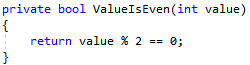 private bool ValueIsEven(int value)
{
    return value % 2 == 0;
}